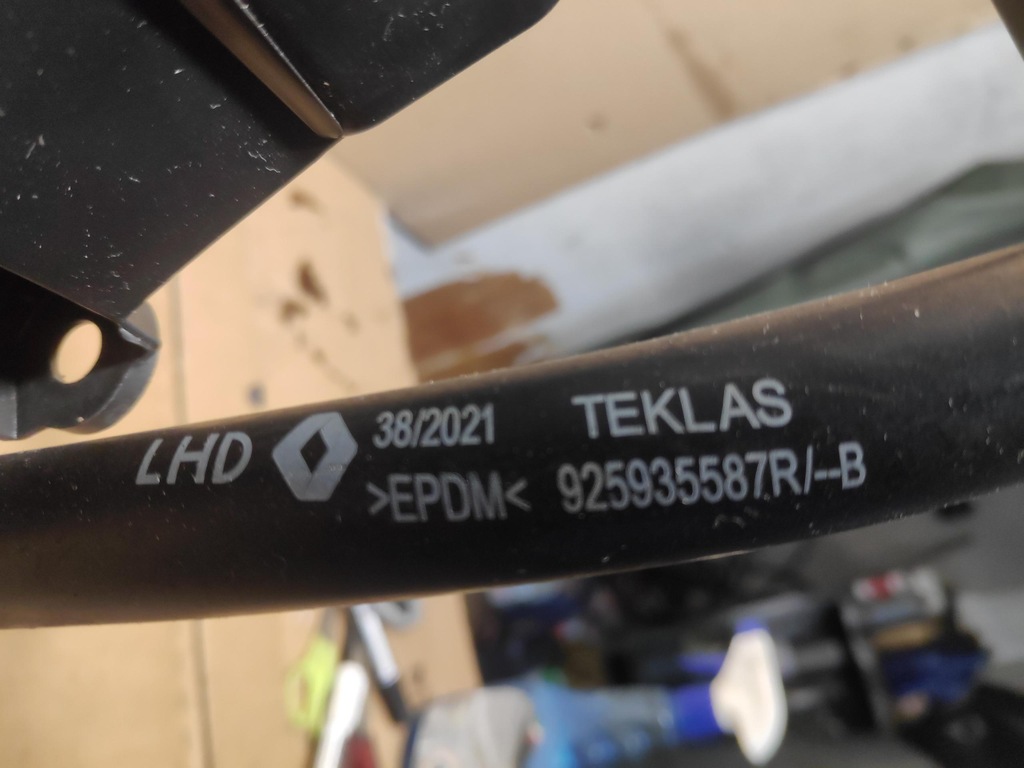 LHD
38/2021 TEKLAS
>EPDM< 925935587R/--B